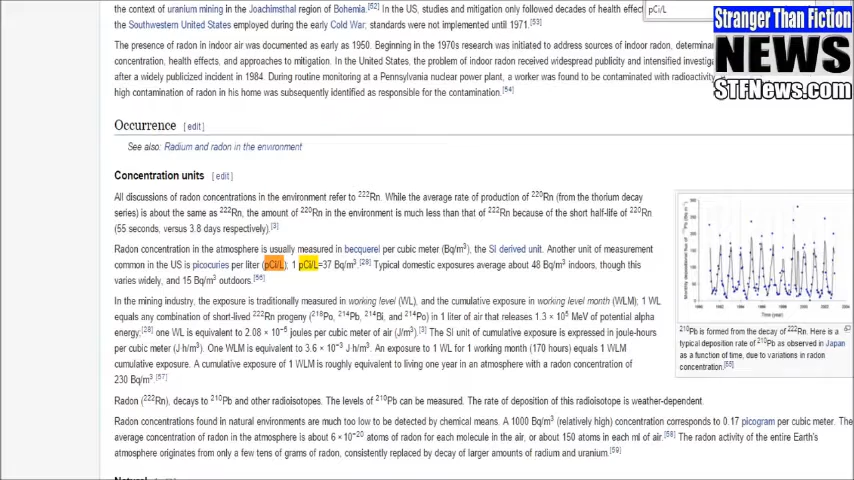 the context of uranium mining in the Joachimsthal region of Bohemia.[52] In the US, studies and mitigation only followed decades of health effect
pCi/L
the Southwestern United States employed during the early Cold War; standards were not implemented until 1971.[53]
Stranger Than Fiction
NEWS
STFNews.com
The presence of radon in indoor air was documented as early as 1950. Beginning in the 1970s research was initiated to address sources of indoor radon, determinan
concentration, health effects, and approaches to mitigation. In the United States, the problem of indoor radon received widespread publicity and intensified investiga
after a widely publicized incident in 1984. During routine monitoring at a Pennsylvania nuclear power plant, a worker was found to be contaminated with radioactivity.
high contamination of radon in his home was subsequently identified as responsible for the contamination.[54]
Occurrence [ edit ]
See also: Radium and radon in the environment
Concentration units [ edit ]
All discussions of radon concentrations in the environment refer to 222Rn. While the average rate of production of 220Rn (from the thorium decay
series) is about the same as 222Rn, the amount of 220Rn in the environment is much less than that of 222Rn because of the short half-life of 220Rn
(55 seconds, versus 3.8 days respectively).[3]
Radon concentration in the atmosphere is usually measured in becquerel per cubic meter (Bq/m3), the SI derived unit. Another unit of measurement
common in the US is picocuries per liter (pCi/L); 1 pCi/L=37 Bq/m3.[28] Typical domestic exposures average about 48 Bq/m3 indoors, though this
varies widely, and 15 Bq/m3 outdoors.[56]
In the mining industry, the exposure is traditionally measured in working level (WL), and the cumulative exposure in working level month (WLM); 1 WL
equals any combination of short-lived 222Rn progeny (218Po, 214Pb, 214Bi, and 214Po) in 1 liter of air that releases 1.3 × 105 MeV of potential alpha
energy;[28] one WL is equivalent to 2.08 × 10−5 joules per cubic meter of air (J/m3).[3] The SI unit of cumulative exposure is expressed in joule-hours
per cubic meter (J·h/m3). One WLM is equivalent to 3.6 × 10−3 J·h/m3. An exposure to 1 WL for 1 working month (170 hours) equals 1 WLM
cumulative exposure. A cumulative exposure of 1 WLM is roughly equivalent to living one year in an atmosphere with a radon concentration of
230 Bq/m3.[57]
Radon (222Rn), decays to 210Pb and other radioisotopes. The levels of 210Pb can be measured. The rate of deposition of this radioisotope is weather-dependent.
Radon concentrations found in natural environments are much too low to be detected by chemical means. A 1000 Bq/m3 (relatively high) concentration corresponds to 0.17 picogram per cubic meter. The
average concentration of radon in the atmosphere is about 6×10−20 atoms of radon for each molecule in the air, or about 150 atoms in each ml of air.[58] The radon activity of the entire Earth's
atmosphere originates from only a few tens of grams of radon, consistently replaced by decay of larger amounts of radium and uranium.[59]
Time (year)
210Pb is formed from the decay of 222Rn. Here is a
typical deposition rate of 210Pb as observed in Japan
as a function of time, due to variations in radon
concentration.[55]